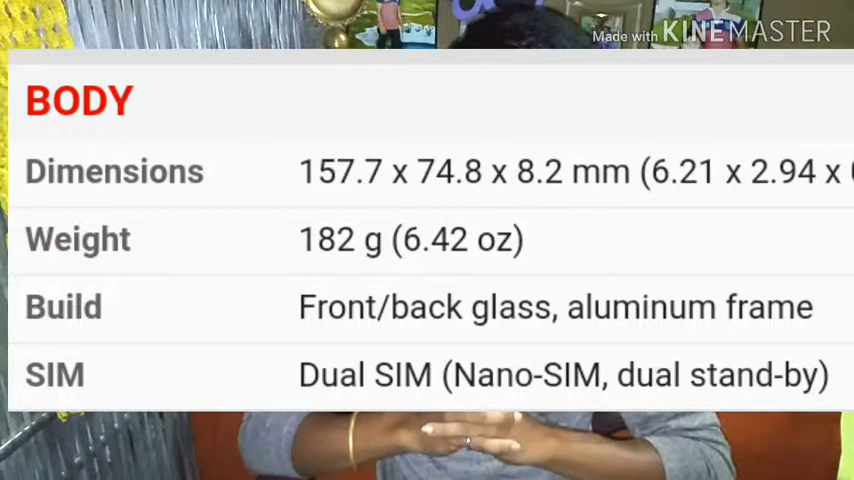 Made with KINEMASTER
BODY
Dimensions 157.7 x 74.8 x 8.2 mm (6.21 x 2.94 x
Weight 182 g (6.42 oz)
Build Front/back glass, aluminum frame
SIM Dual SIM (Nano-SIM, dual stand-by)